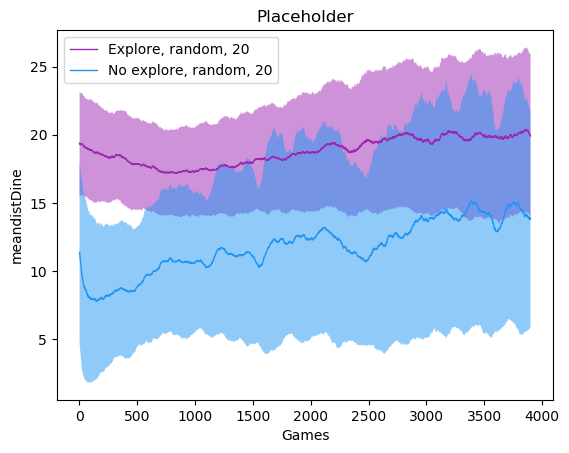 Placeholder
Explore, random, 20
No explore, random, 20
25
20
15
10
5
meandistDine
0 500 1000 1500 2000 2500 3000 3500 4000
Games